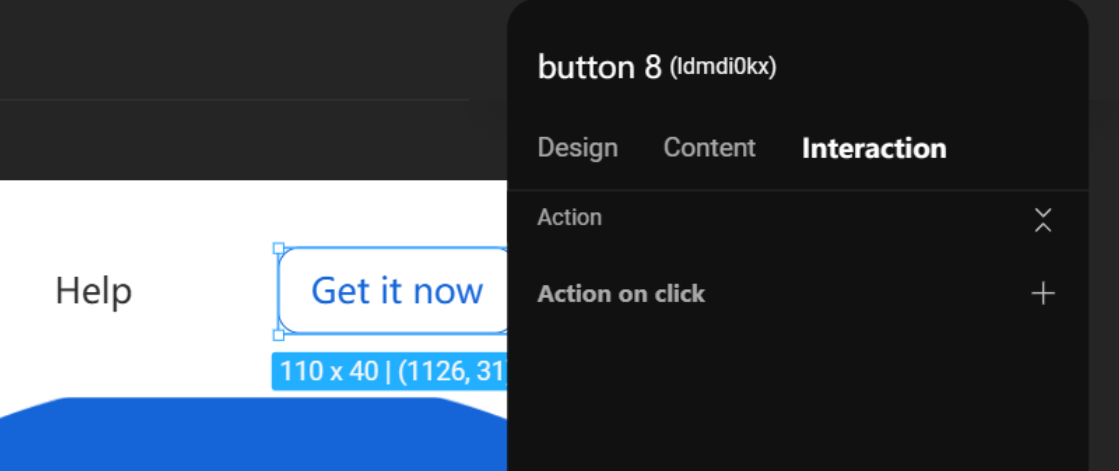 button 8 (ldmdi0kx)
Design Content Interaction
Action
Help
Get it now
Action on click
110 x 40 | (1126, 31)